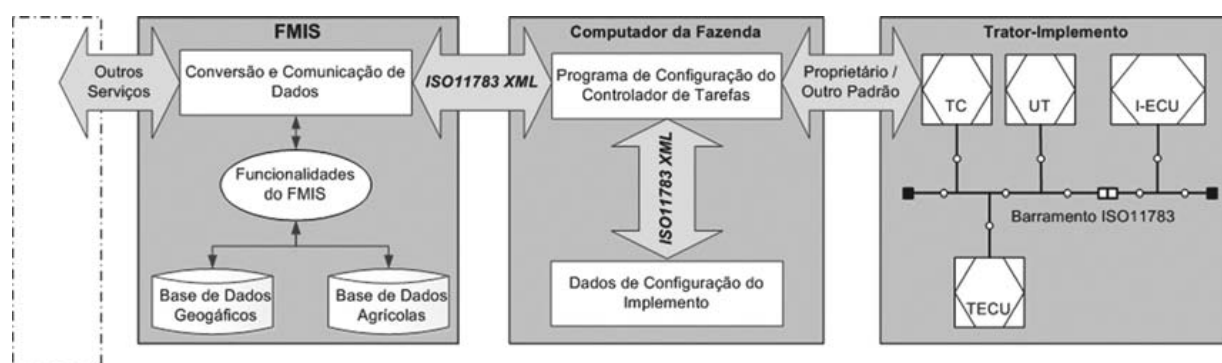 FMIS
Computador da Fazenda
Trator-Implemento
Outros
Serviços
Conversão e Comunicação de
Dados
ISO11783 XML
Programa de Configuração do
Controlador de Tarefas
Proprietário /
Outro Padrão
TC
UT
I-ECU
Funcionalidades
do FMIS
ISO11783 XML
Barramento ISO11783
Base de Dados
Geogáficos
Base de Dados
Agrícolas
Dados de Configuração do
Implemento
TECU